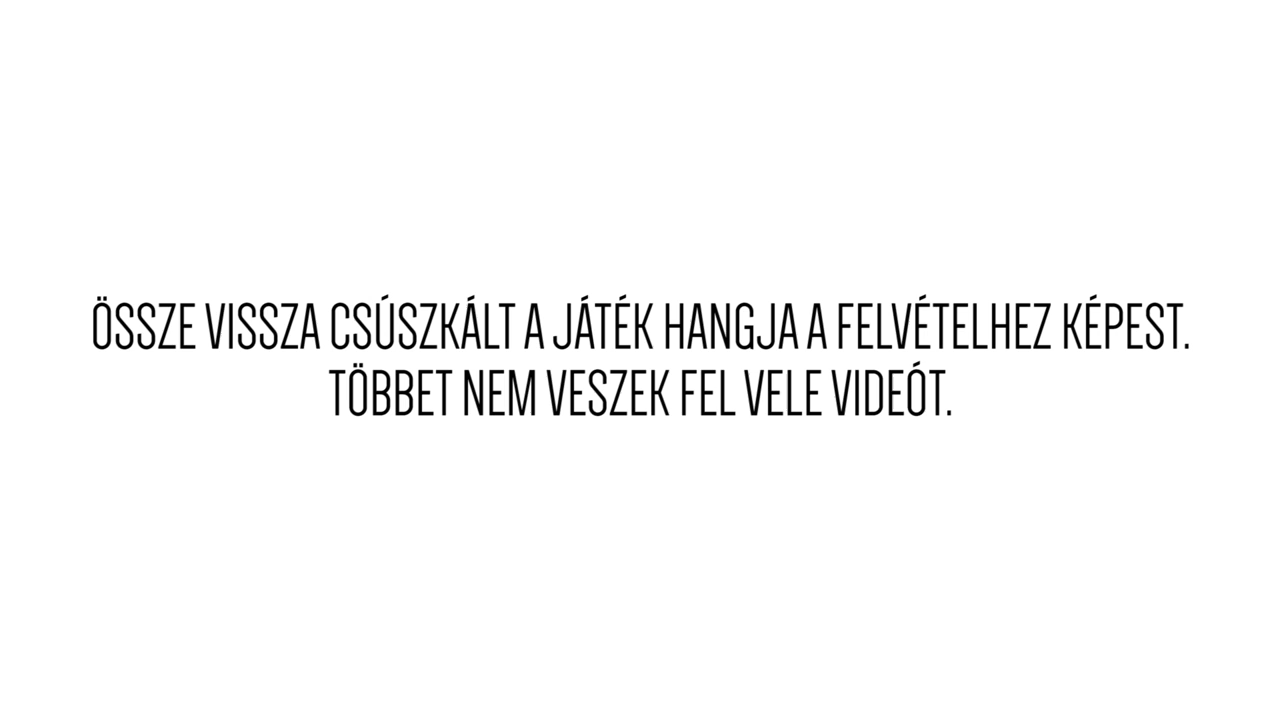 ÖSSZE VISSZA CSÚSZKÁLT A JÁTÉK HANGJA A FELVÉTELHEZ KÉPEST.
TÖBBET NEM VESZEK FEL VELE VIDEÓT.